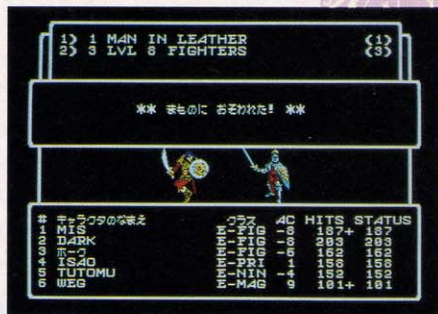 1) 1 MAN IN LEATHER (1)
2) 3 LVL 8 FIGHTERS (3)
** まものに おそわれた! **
# キャラクタのなまえ クラス AC HITS STATUS
1 MIS E-FIG -8 187+ 187
2 DARK E-FIG -8 203 203
3 ホーク E-FIG -6 162 162
4 ISAO E-PRI 1 158 158
5 TUTOMU E-NIN -4 152 152
6 WEG E-MAG 9 101+ 101